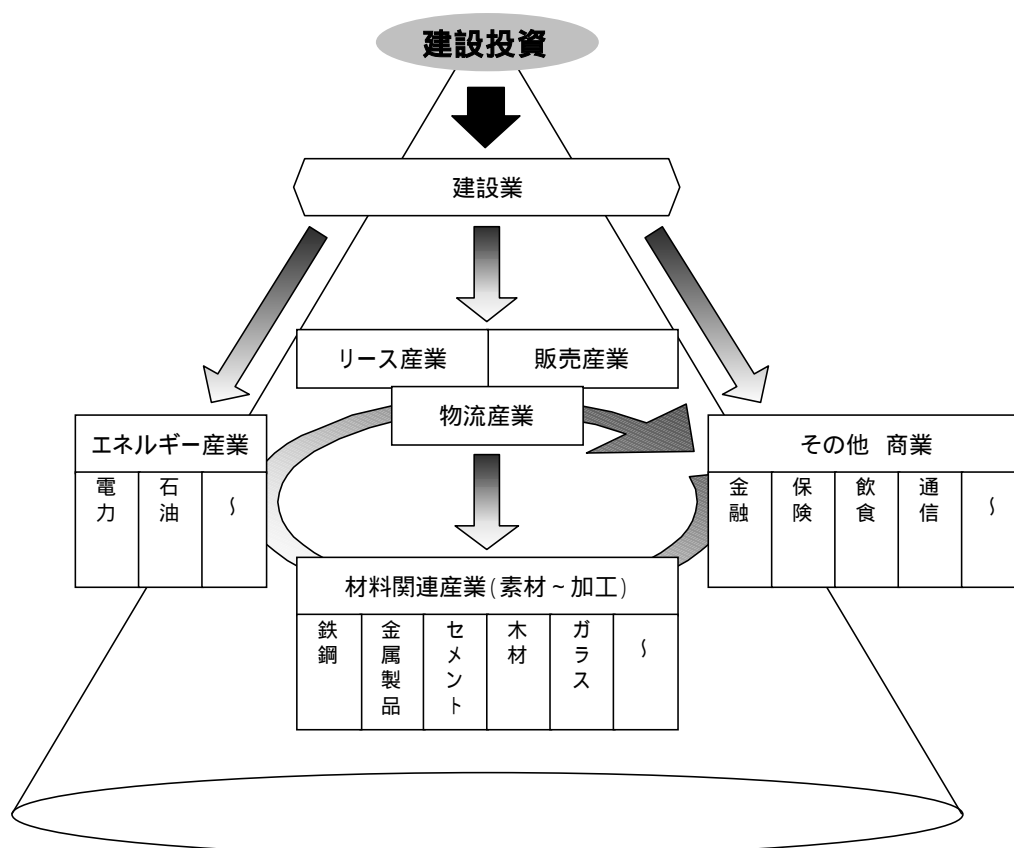 建設投資
建設業
リース産業
販売産業
物流産業
エネルギー産業
電力
石油
~
その他 商業
金融
保険
飲食
通信
~
材料関連産業(素材~加工)
鉄鋼
金属製品
セメント
木材
ガラス
~